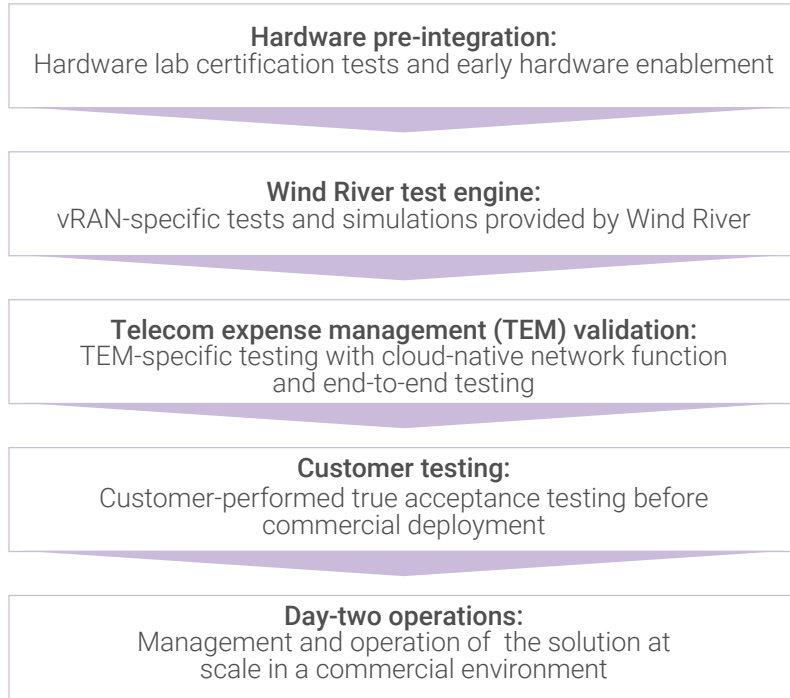 Hardware pre-integration:
Hardware lab certification tests and early hardware enablement
Wind River test engine:
vRAN-specific tests and simulations provided by Wind River
Telecom expense management (TEM) validation:
TEM-specific testing with cloud-native network function
and end-to-end testing
Customer testing:
Customer-performed true acceptance testing before
commercial deployment
Day-two operations:
Management and operation of  the solution at
scale in a commercial environment